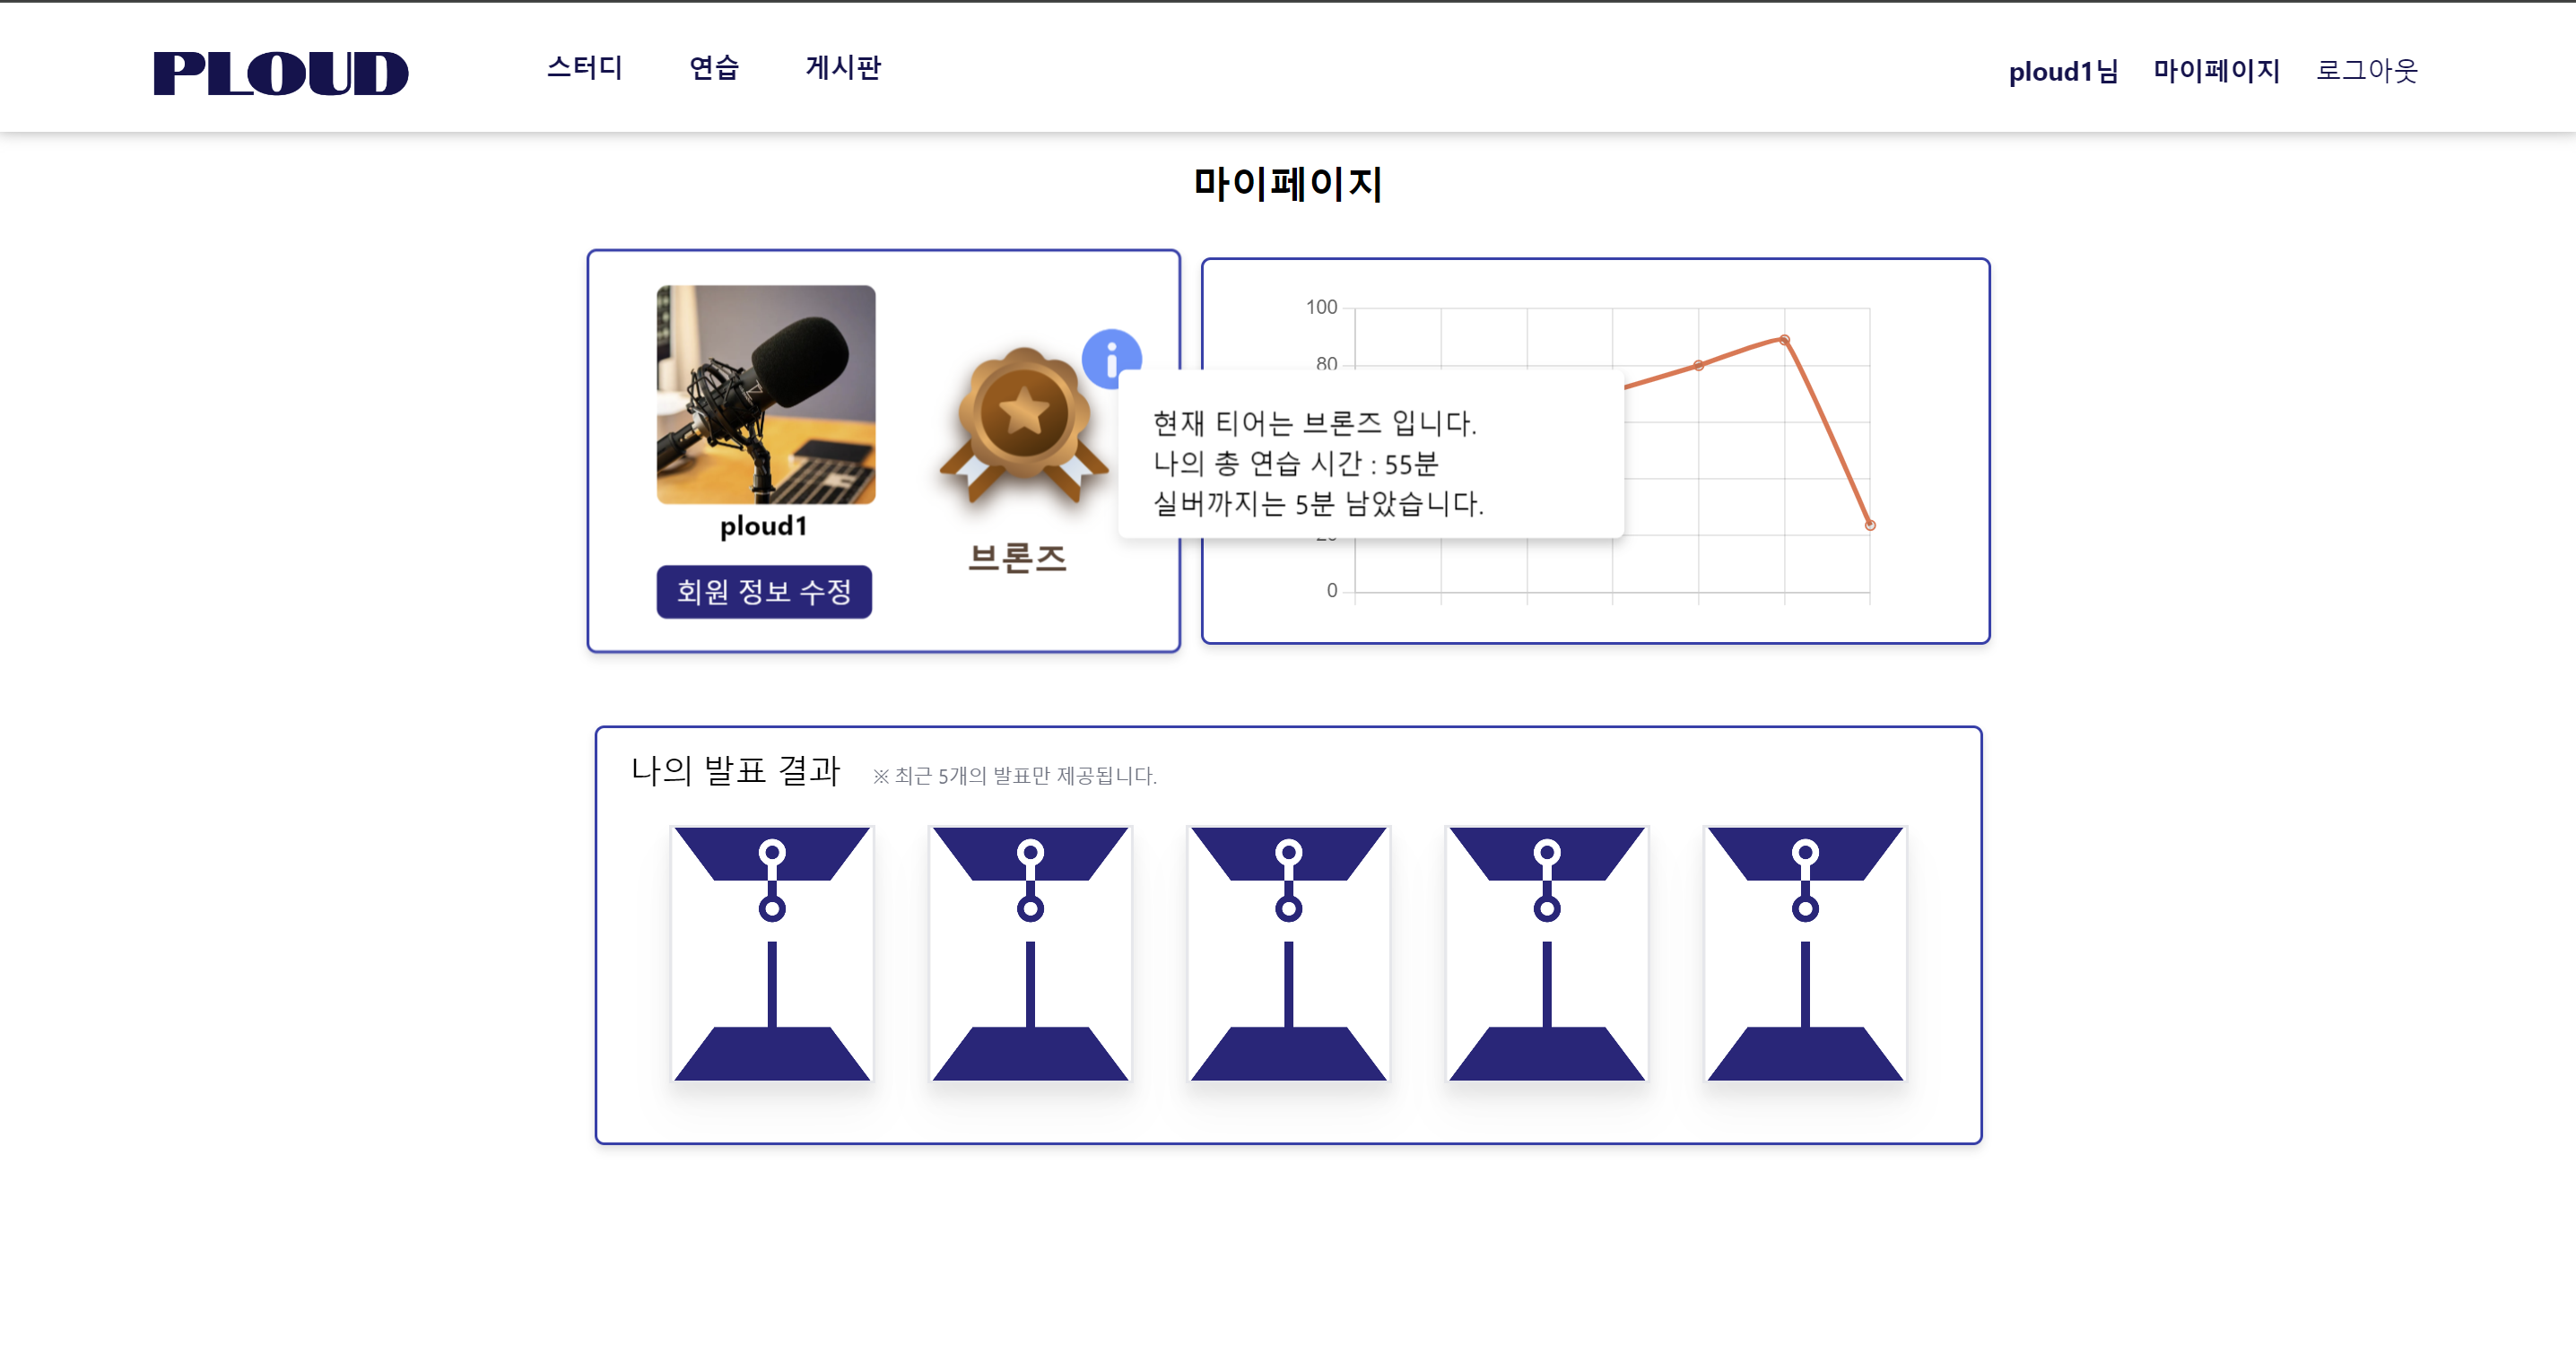 PLOUD
스터디 연습 게시판
ploud1님 마이페이지 로그아웃
마이페이지
ploud1
회원 정보 수정
브론즈
현재 티어는 브론즈 입니다.
나의 총 연습 시간 : 55분
실버까지는 5분 남았습니다.
100
80
0
나의 발표 결과 ※ 최근 5개의 발표만 제공됩니다.